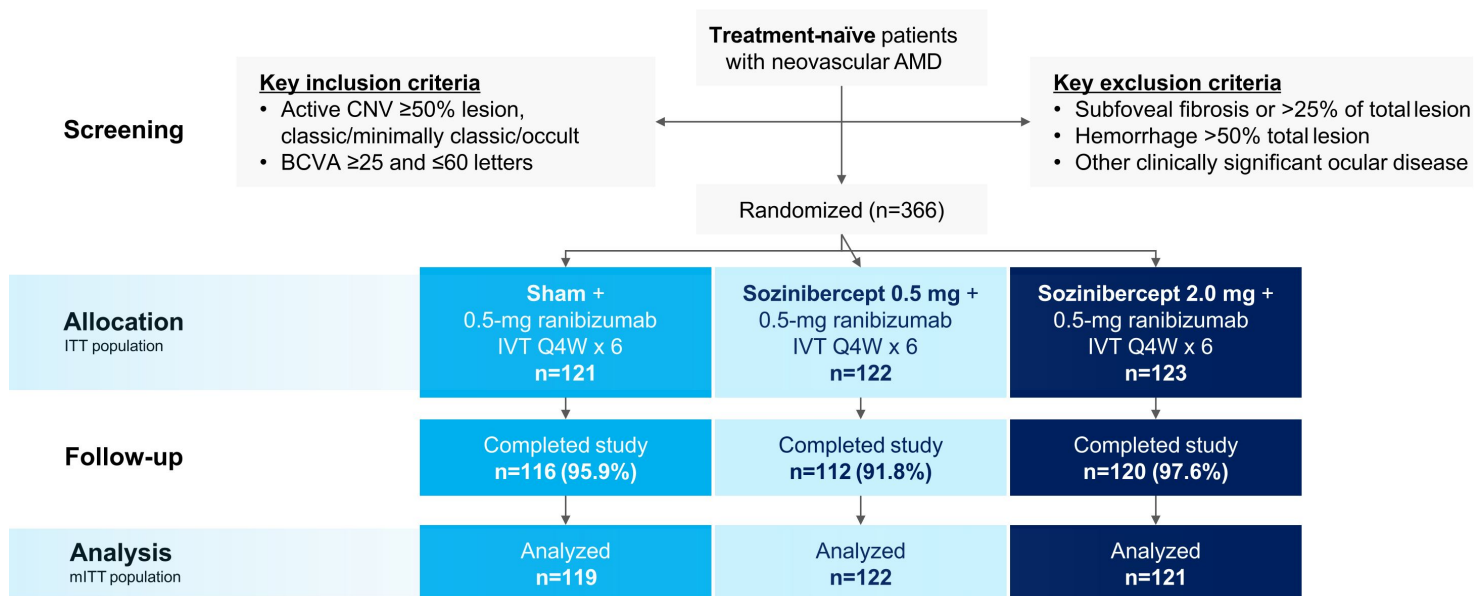 Treatment-naïve patients
with neovascular AMD
Key inclusion criteria
• Active CNV ≥50% lesion,
classic/minimally classic/occult
• BCVA ≥25 and ≤60 letters
Screening
Key exclusion criteria
• Subfoveal fibrosis or >25% of total lesion
• Hemorrhage >50% total lesion
• Other clinically significant ocular disease
Randomized (n=366)
Allocation
ITT population
Sham +
0.5-mg ranibizumab
IVT Q4W x 6
n=121
Sozinibercept 0.5 mg +
0.5-mg ranibizumab
IVT Q4W x 6
n=122
Sozinibercept 2.0 mg +
0.5-mg ranibizumab
IVT Q4W x 6
n=123
Follow-up
Completed study
n=116 (95.9%)
Completed study
n=112 (91.8%)
Completed study
n=120 (97.6%)
Analysis
mITT population
Analyzed
n=119
Analyzed
n=122
Analyzed
n=121